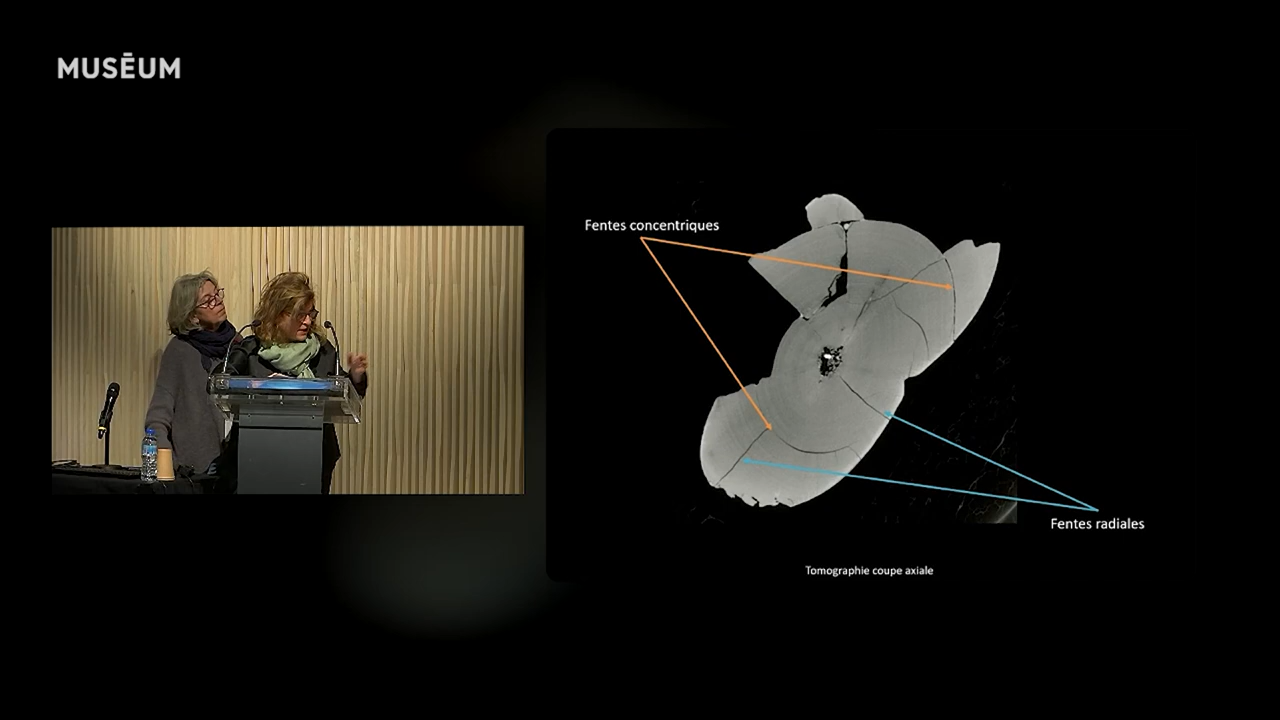 MUSĒUM
Fentes concentriques
Fentes radiales
Tomographie coupe axiale